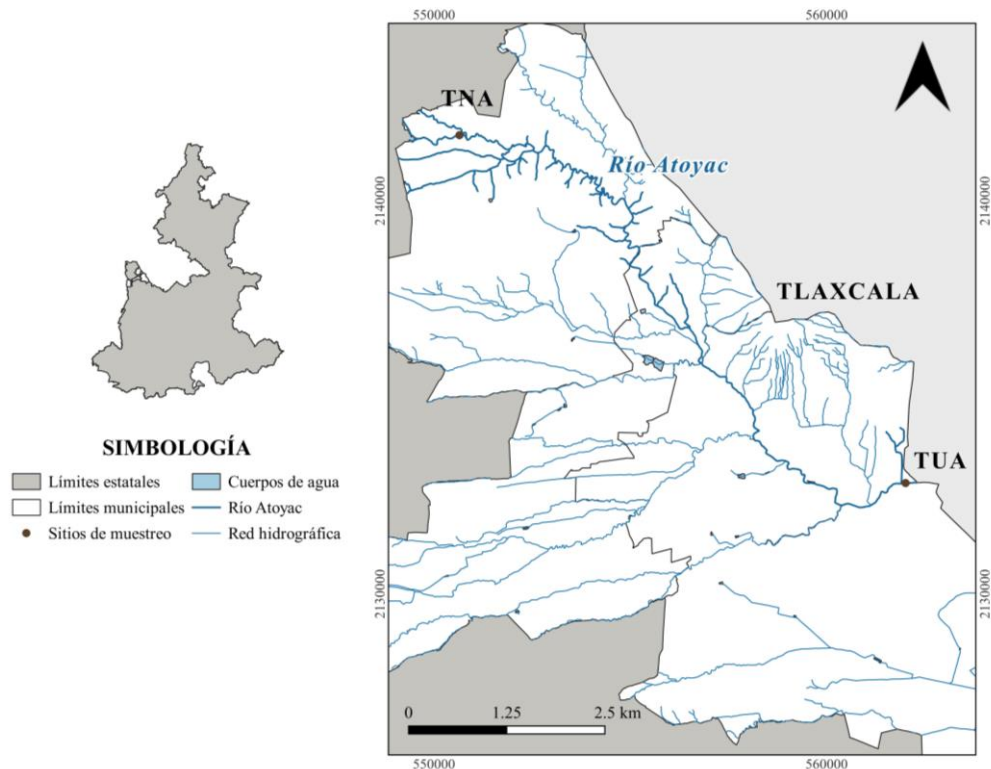 550000
560000
TNA
Río Atoyac
2140000
2140000
TLAXCALA
SIMBOLOGÍA
Límites estatales
Cuerpos de agua
TUA
Límites municipales
Río Atoyac
Sitios de muestreo
Red hidrográfica
2130000
2130000
0 1.25 2.5 km
550000
560000